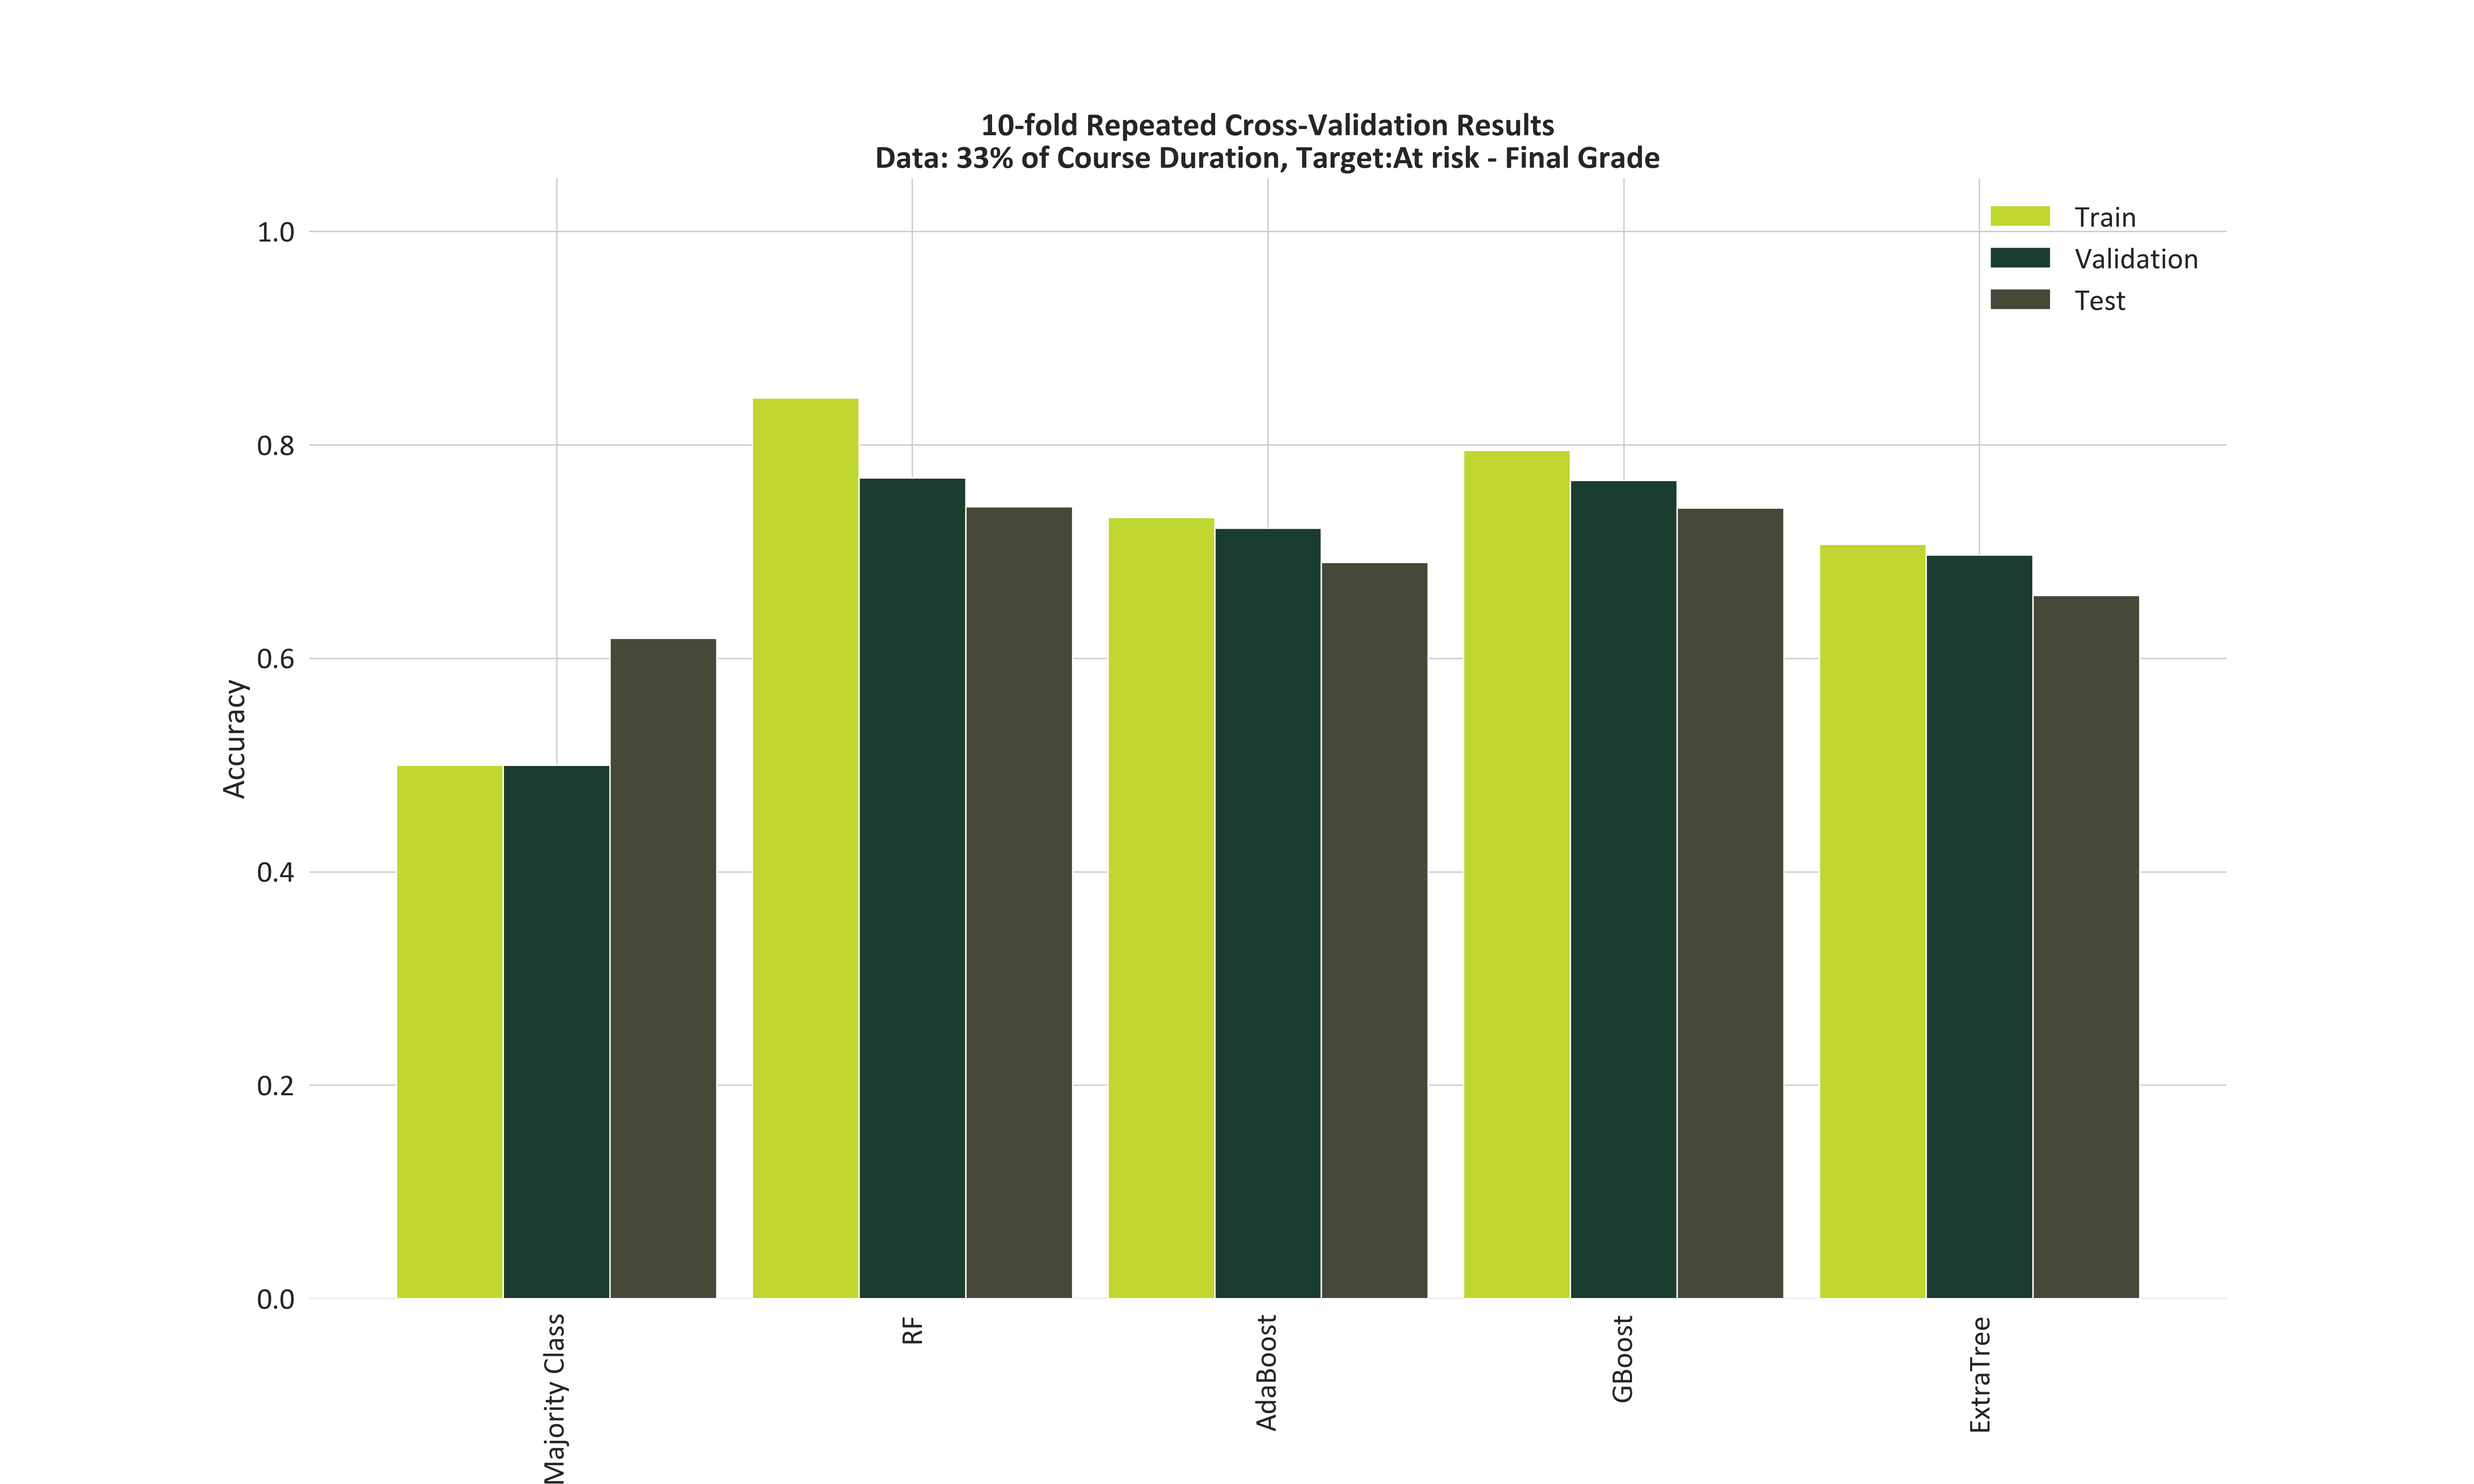 10-fold Repeated Cross-Validation Results
Data: 33% of Course Duration, Target:At risk - Final Grade
Train
Validation
Test
1.0
0.8
0.6
0.4
0.2
0.0
Accuracy
Majority Class
RF
AdaBoost
GBoost
ExtraTree